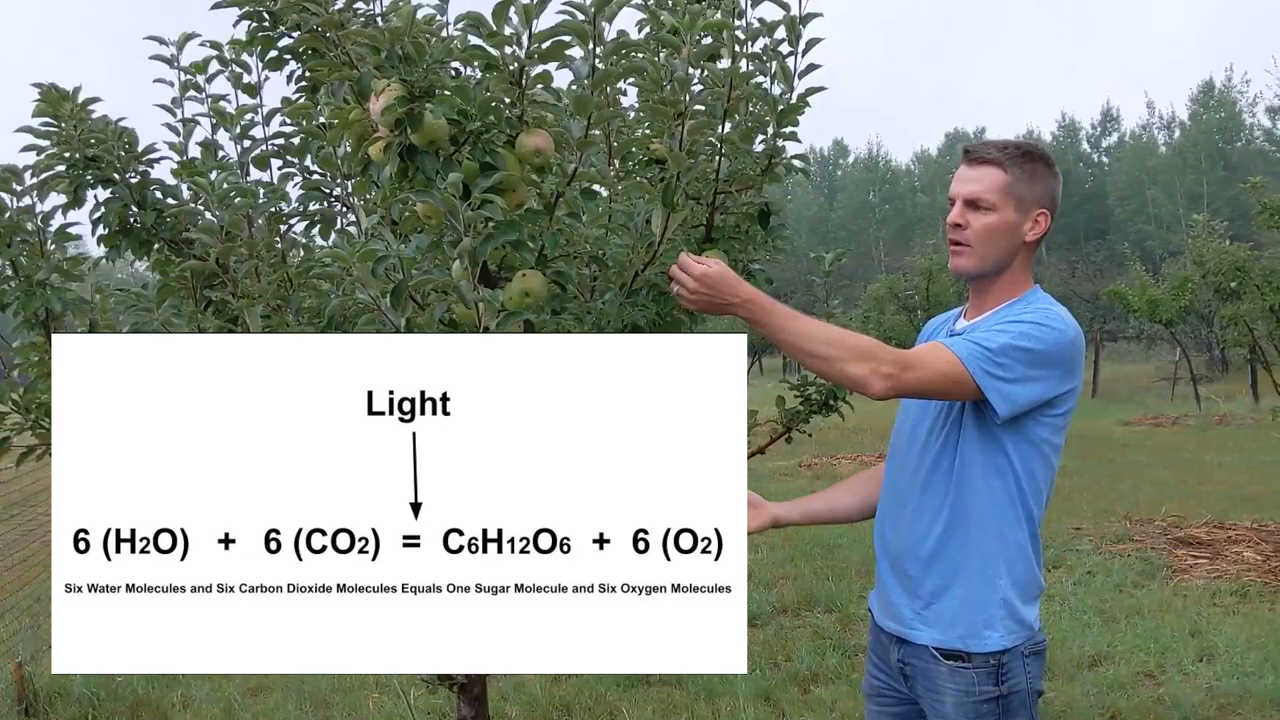 Light
6 (H2O) + 6 (CO2) = C6H12O6 + 6 (O2)
Six Water Molecules and Six Carbon Dioxide Molecules Equals One Sugar Molecule and Six Oxygen Molecules